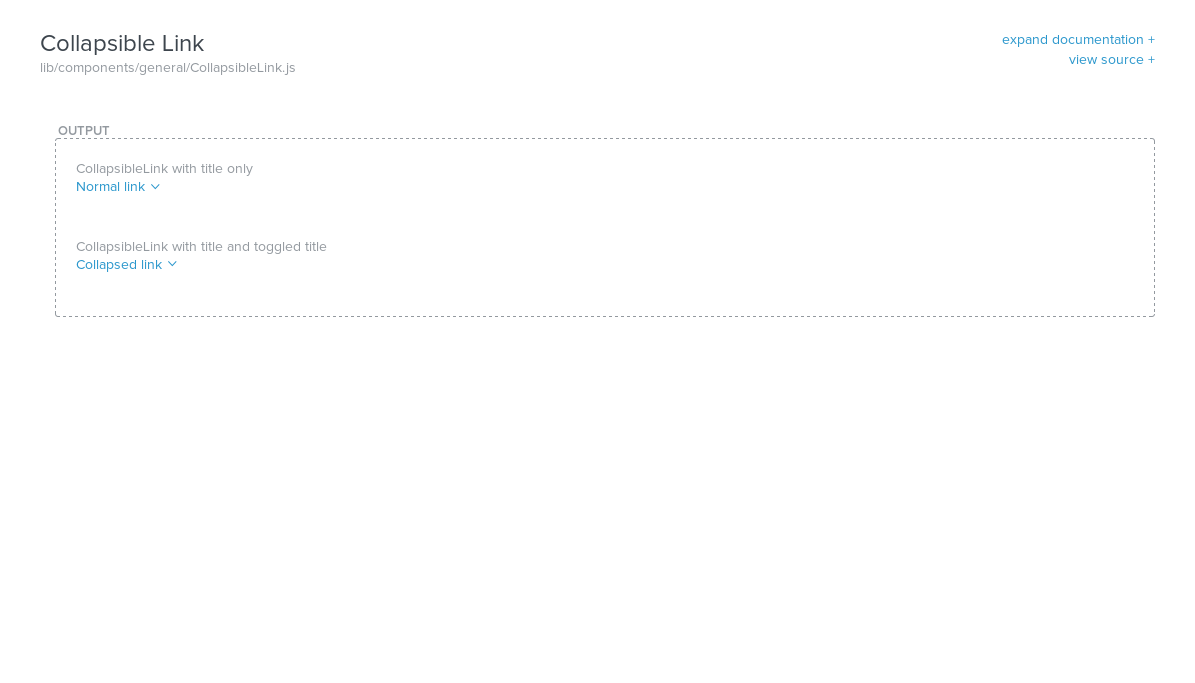 Collapsible Link
lib/components/general/CollapsibleLink.js
expand documentation +
view source +
OUTPUT
CollapsibleLink with title only
Normal link
CollapsibleLink with title and toggled title
Collapsed link